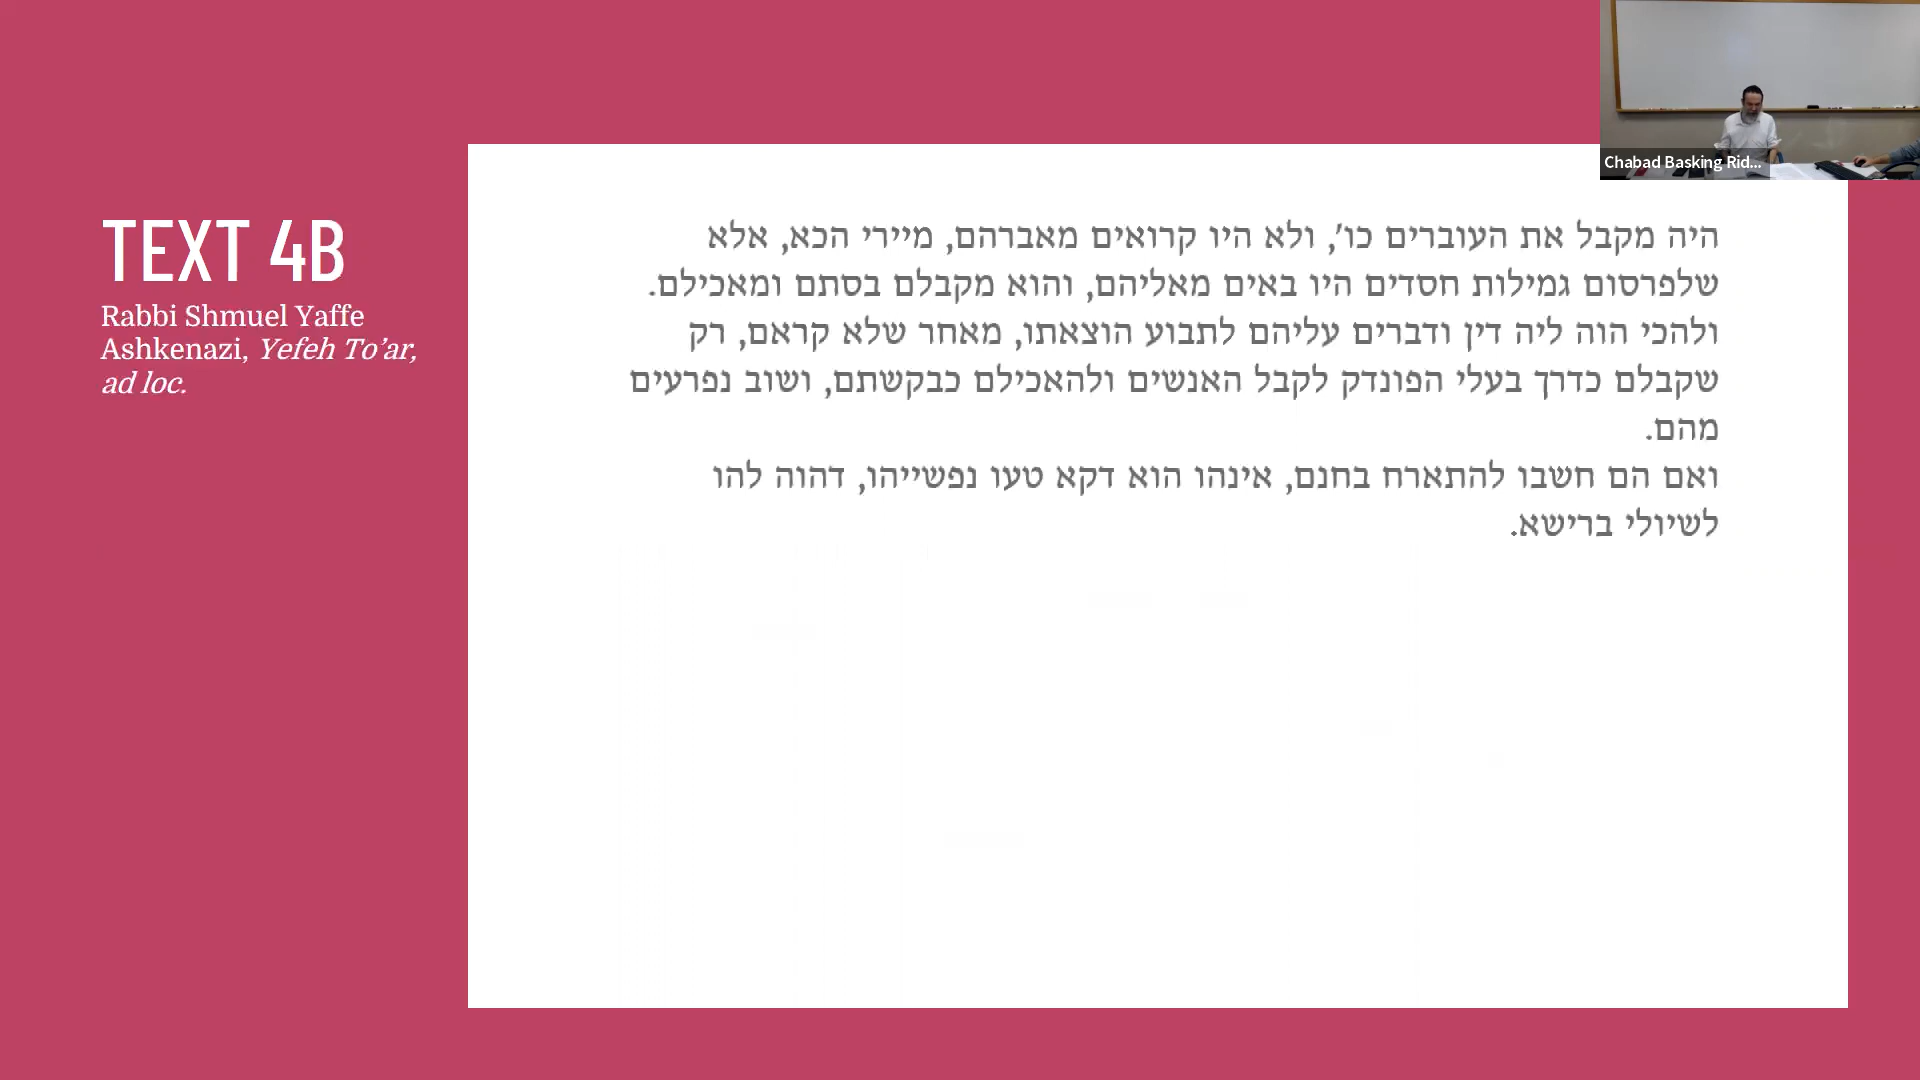 TEXT 4B
Rabbi Shmuel Yaffe
Ashkenazi, Yefeh To’ar,
ad loc.
היה מקבל את העוברים כו', ולא היו קרואים מאברהם, מיירי הכא, אלא
שלפרסום גמילות חסדים היו באים מאליהם, והוא מקבלם בסתם ומאכילם.
ולהכי הוה ליה דין ודברים עליהם לתבוע הוצאתו, מאחר שלא קראם, רק
שקבלם כדרך בעלי הפונדק לקבל האנשים ולהאכילם כבקשתם, ושוב נפרעים
מהם.
ואם הם חשבו להתארח בחנם, אינהו הוא דקא טעו נפשייהו, דהוה להו
לשיולי ברישא.
Chabad Basking Rid...